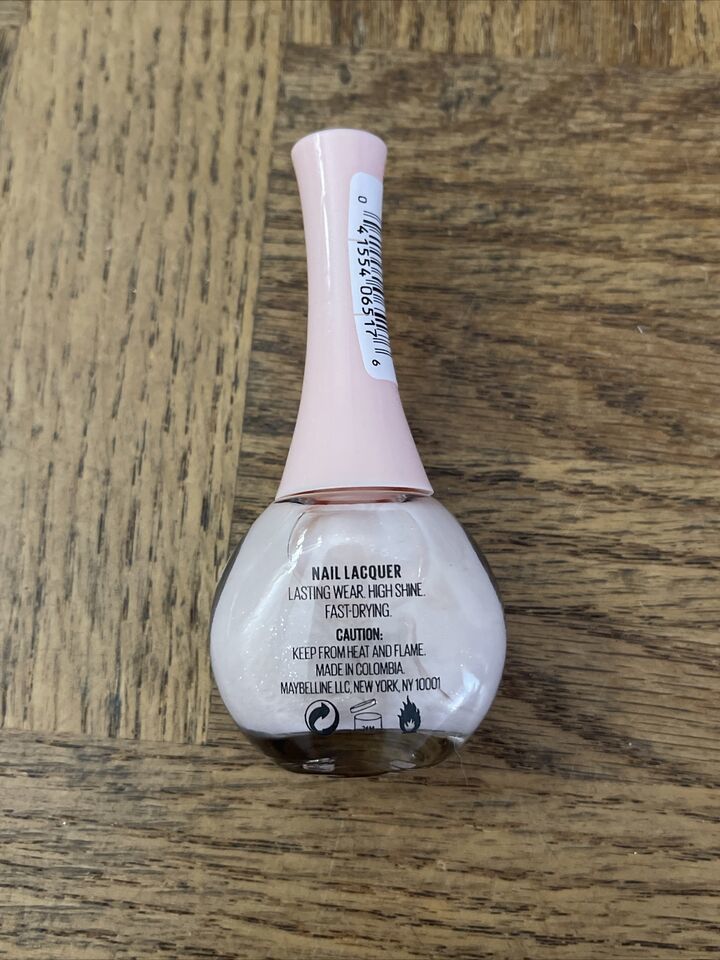 0 41554 06517 6
NAIL LACQUER
LASTING WEAR. HIGH SHINE.
FAST-DRYING.
CAUTION:
KEEP FROM HEAT AND FLAME.
MADE IN COLOMBIA.
MAYBELLINE LLC, NEW YORK, NY 10001
24M